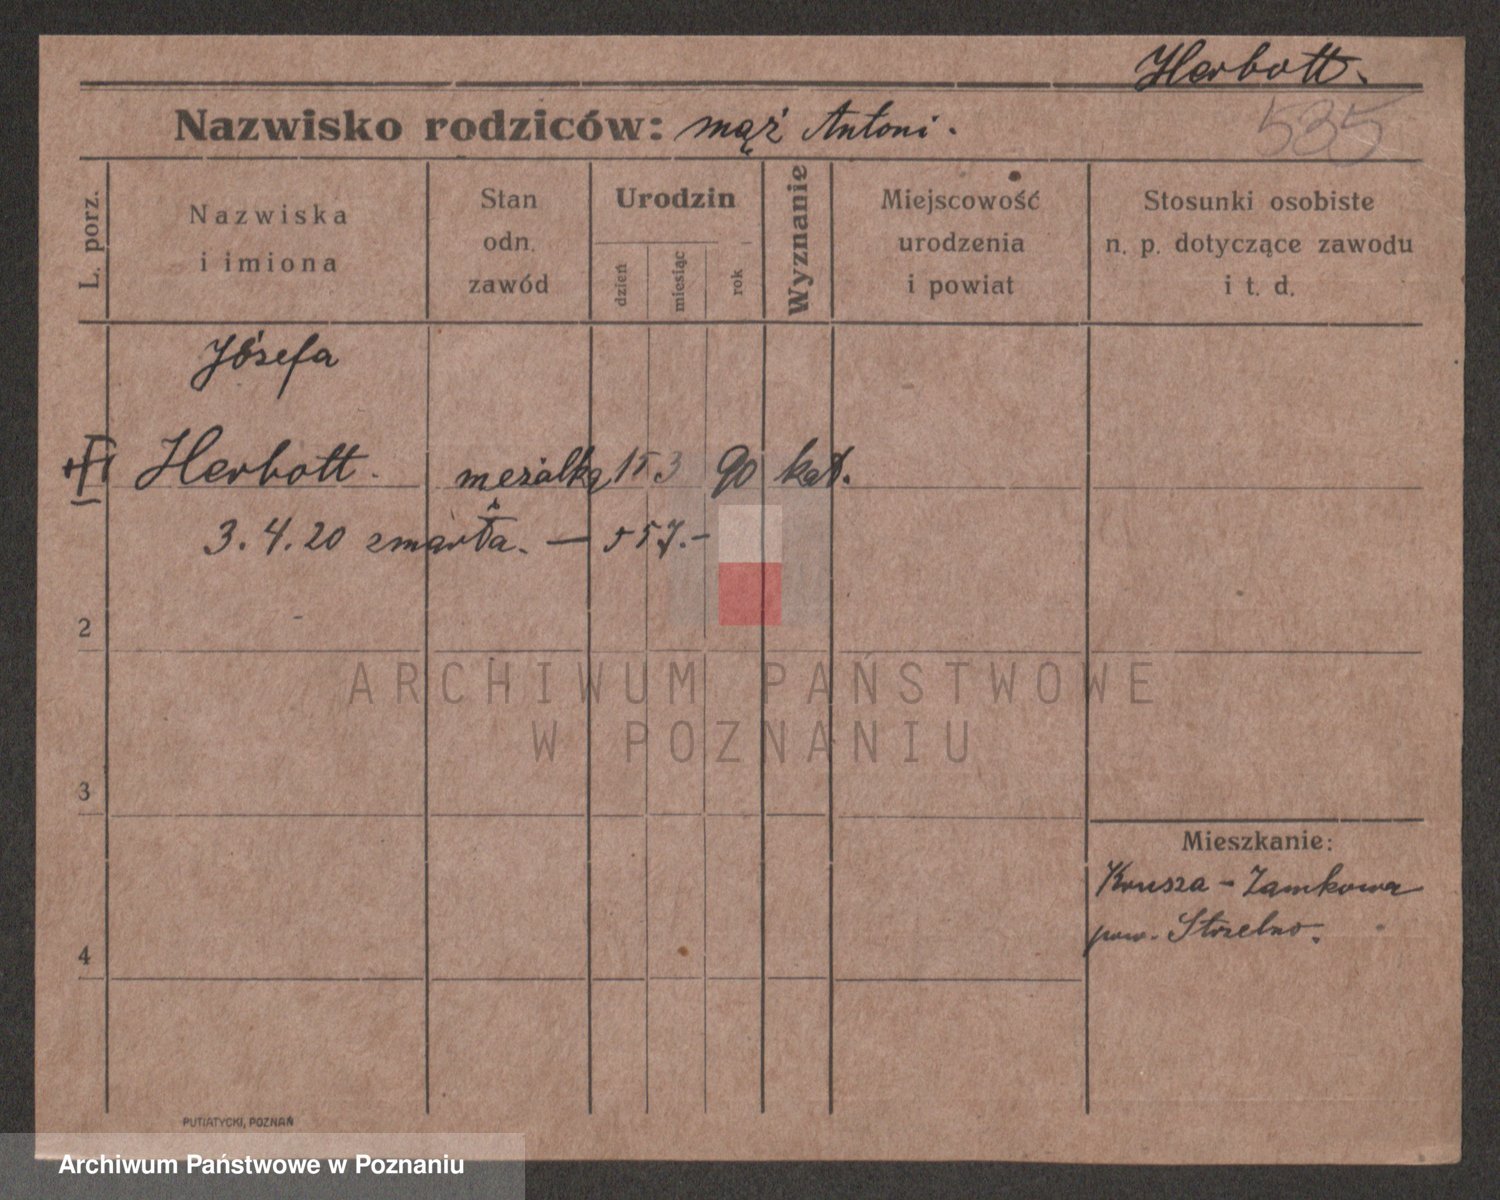 Herbott.
535
Nazwisko rodziców: mąż Antoni.
L. porz.
Nazwiska
i imiona
Stan
odn.
zawód
Urodzin
dzień
miesiąc
rok
Wyznanie
Miejscowość
urodzenia
i powiat
Stosunki osobiste
n. p. dotyczące zawodu
i t. d.
Józefa
Herbott. mężatka 15 3 90 kat.
3.4.20 zmarła. —
2
3
4
Mieszkanie:
Krusza - Zamkowa
pow. Strzelno.
PUTIATYCKI, POZNAŃ
ARCHIWUM PAŃSTWOWE
W POZNANIU
Archiwum Państwowe w Poznaniu